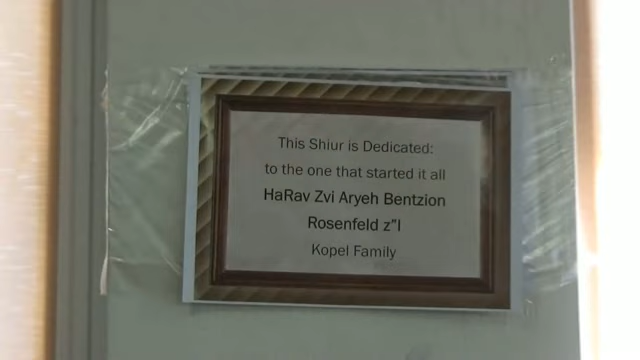 This Shiur is Dedicated:
to the one that started it all
HaRav Zvi Aryeh Bentzion
Rosenfeld z"l
Kopel Family